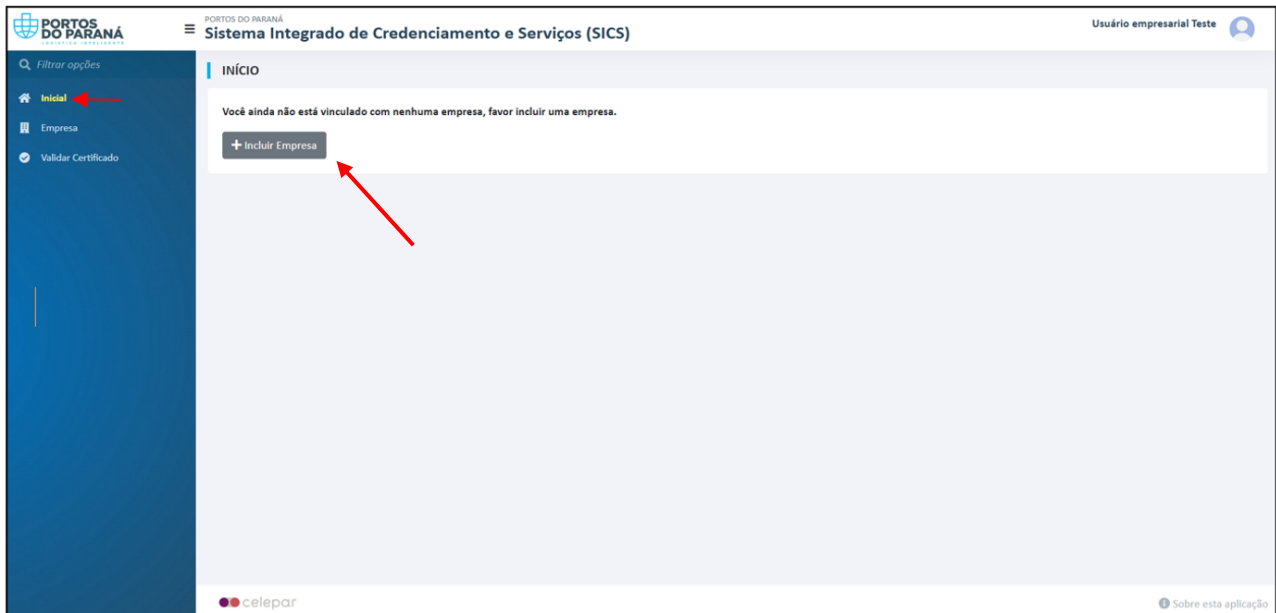 PORTOS
DO PARANÁ
LOGÍSTICA INTELIGENTE
PORTOS DO PARANÁ
Sistema Integrado de Credenciamento e Serviços (SICS)
Usuário empresarial Teste
Filtrar opções
Inicial
Empresa
Validar Certificado
INÍCIO
Você ainda não está vinculado com nenhuma empresa, favor incluir uma empresa.
Incluir Empresa
celepar
Sobre esta aplicação